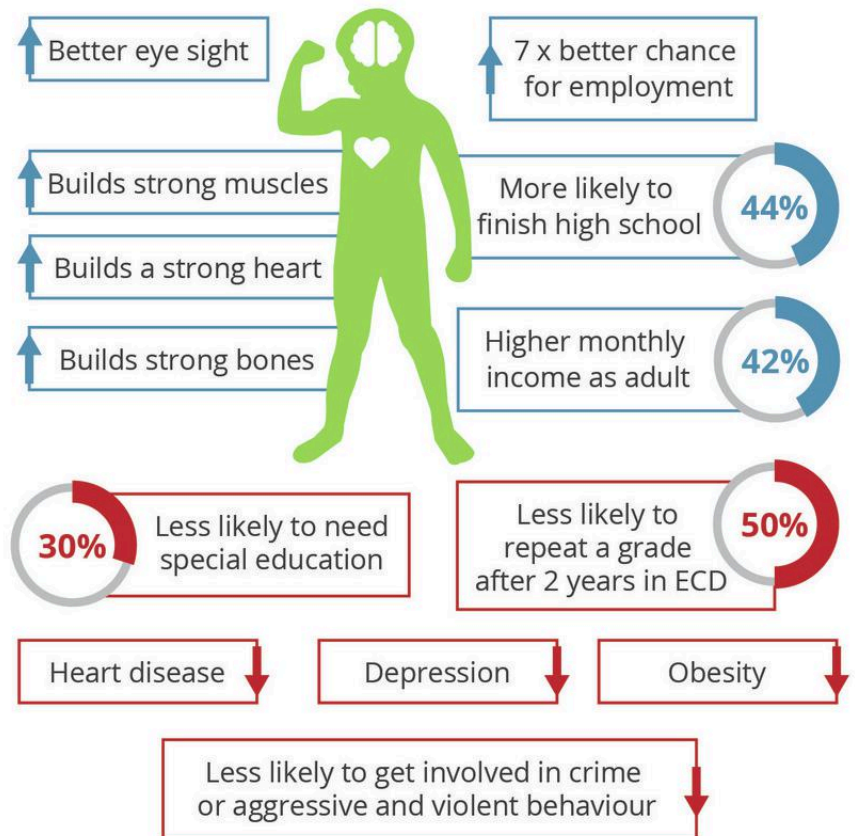 Better eye sight
7 x better chance
for employment
Builds strong muscles
More likely to
finish high school
44%
Builds a strong heart
Builds strong bones
Higher monthly
income as adult
42%
30%
Less likely to need
special education
Less likely to
repeat a grade
after 2 years in ECD
50%
Heart disease
Depression
Obesity
Less likely to get involved in crime
or aggressive and violent behaviour